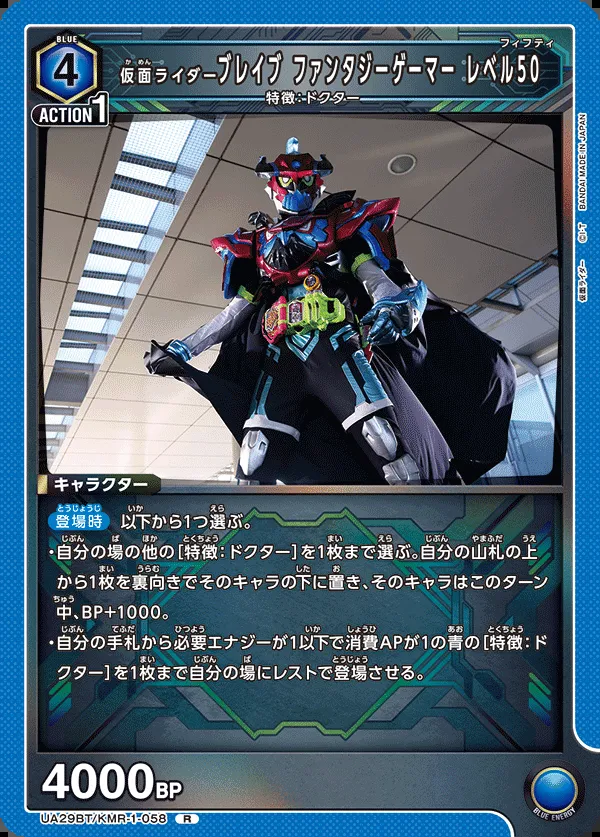 BLUE
4
ACTION 1
仮面ライダーブレイブ ファンタジーゲーマー レベル50
特徴:ドクター
仮面ライダー ©I・T BANDAI MADE IN JAPAN
キャラクター
登場時 以下から1つ選ぶ。
・自分の場の他の[特徴:ドクター]を1枚まで選ぶ。自分の山札の上
から1枚を裏向きでそのキャラの下に置き、そのキャラはこのターン
中、BP+1000。
・自分の手札から必要エナジーが1以下で消費APが1の青の[特徴:ド
クター]を1枚まで自分の場にレストで登場させる。
4000BP
UA29BT/KMR-1-058 R
BLUE ENERGY